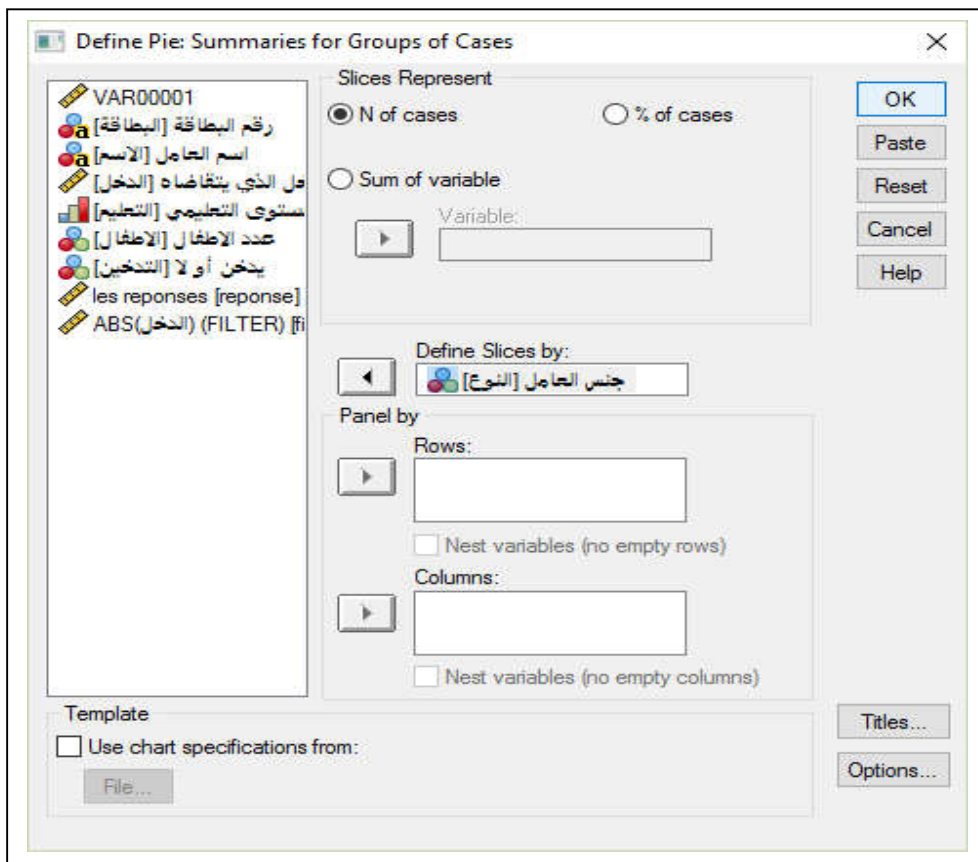 Define Pie: Summaries for Groups of Cases
VAR00001
رقم البطاقة [البطاقة]
اسم العامل [الاسم]
الذي يتقاضاه [الدخل]
ستوى التعليمي [التعليم]
عدد الاطفال [الاطفال]
يدخن أو لا [التدخين]
les reponses [reponse]
ABS(الدخل) (FILTER) [fi
Slices Represent
N of cases
% of cases
Sum of variable
Variable:
Define Slices by:
جنس العامل [النوع]
Panel by
Rows:
Nest variables (no empty rows)
Columns:
Nest variables (no empty columns)
OK
Paste
Reset
Cancel
Help
Template
Use chart specifications from:
File...
Titles...
Options...